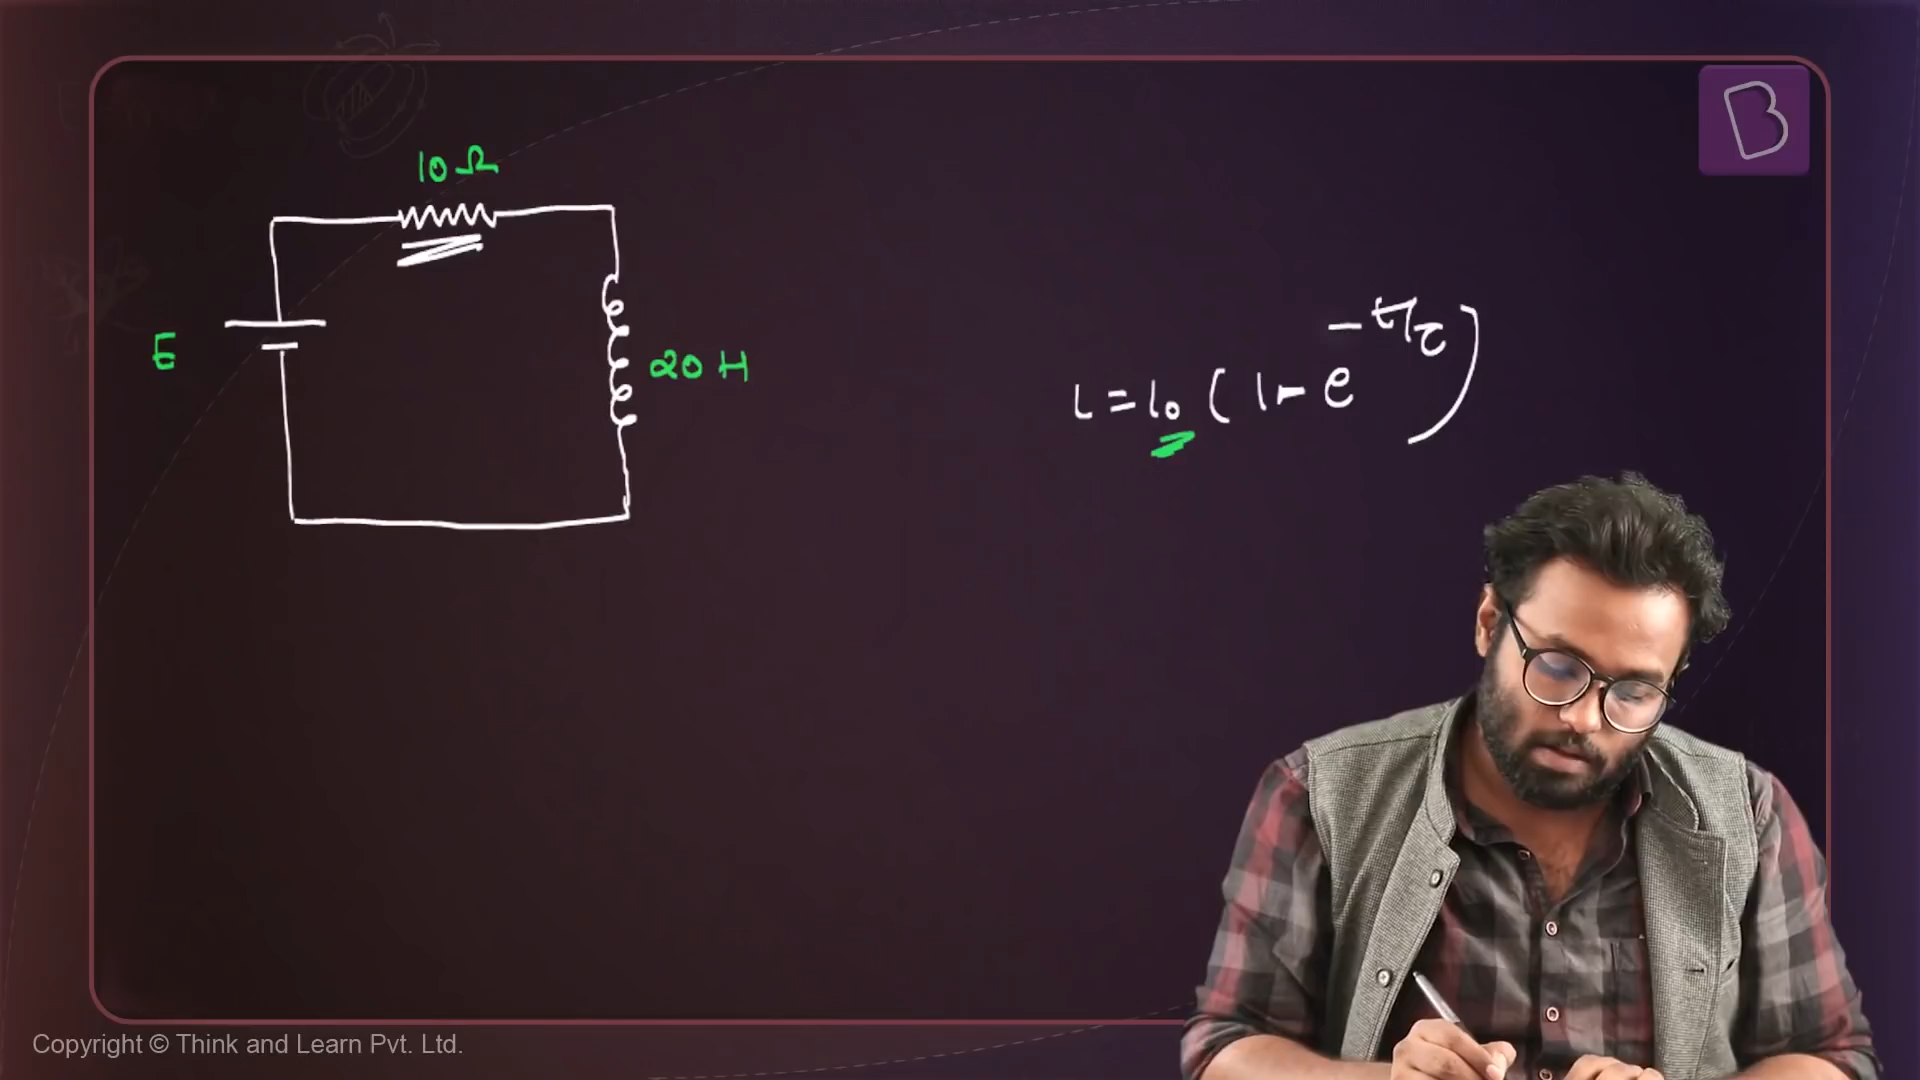 10 Ω
E
20 H
i = i₀ ( 1 - e^(-t/τ) )
B
Copyright © Think and Learn Pvt. Ltd.